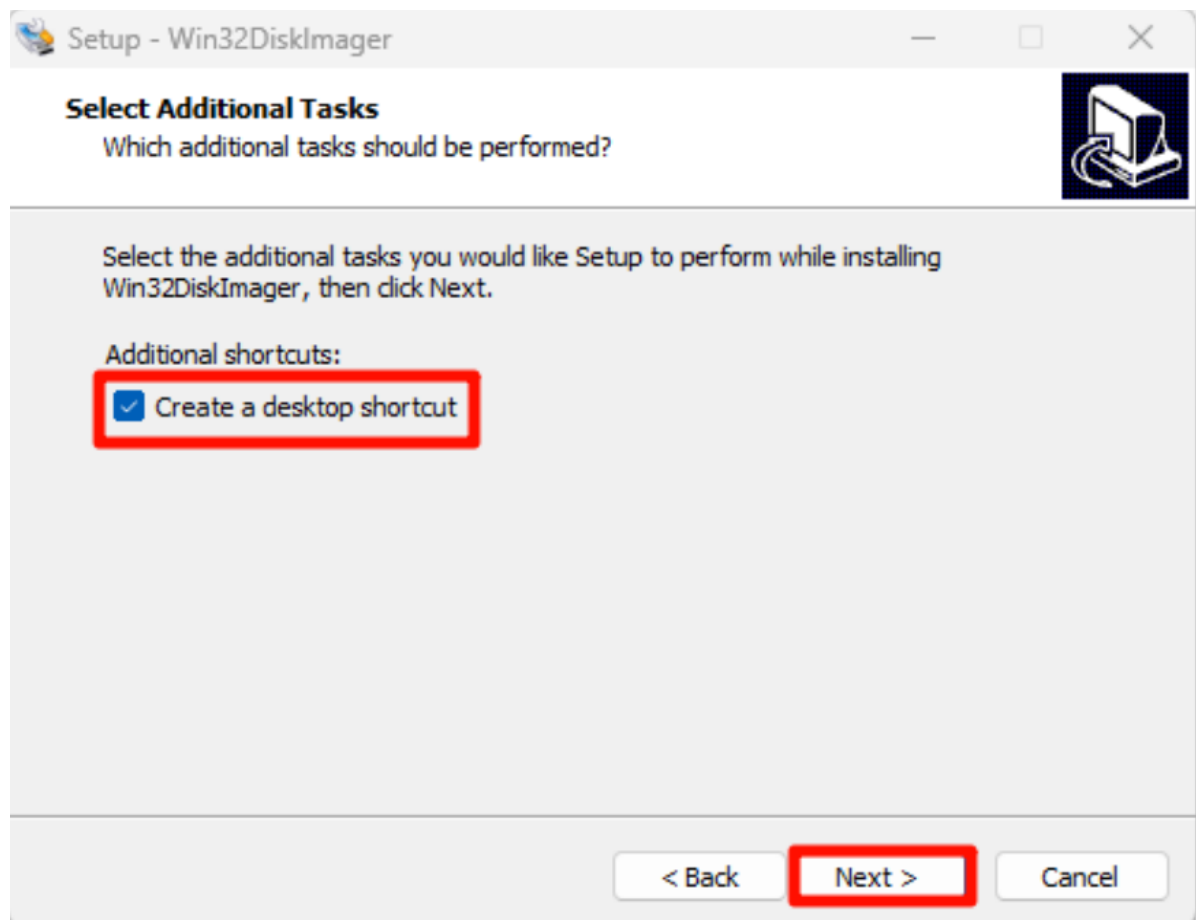 Setup - Win32DiskImager
Select Additional Tasks
Which additional tasks should be performed?
Select the additional tasks you would like Setup to perform while installing
Win32DiskImager, then click Next.
Additional shortcuts:
Create a desktop shortcut
< Back
Next >
Cancel